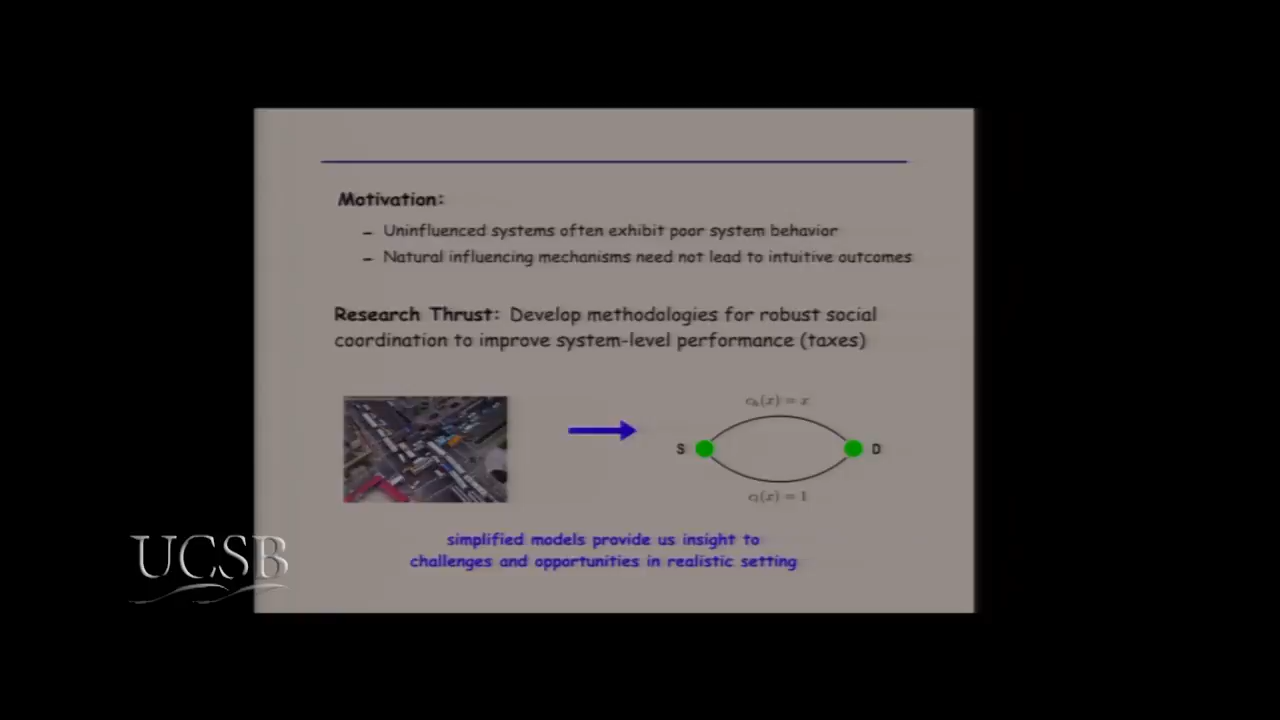 Motivation:
– Uninfluenced systems often exhibit poor system behavior
– Natural influencing mechanisms need not lead to intuitive outcomes
Research Thrust: Develop methodologies for robust social
coordination to improve system-level performance (taxes)
S
D
(x) = x
(x) = 1
simplified models provide us insight to
challenges and opportunities in realistic setting
UCSB